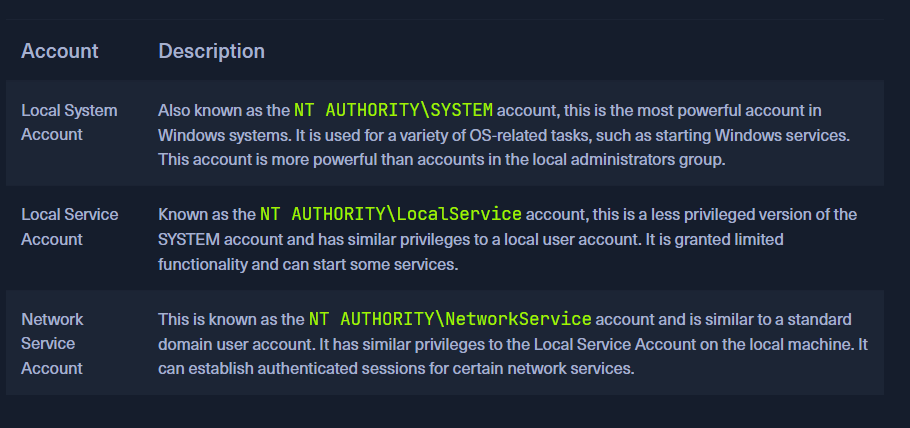 Account Description
Local System Also known as the NT AUTHORITY\SYSTEM account, this is the most powerful account in
Account Windows systems. It is used for a variety of OS-related tasks, such as starting Windows services.
This account is more powerful than accounts in the local administrators group.
Local Service Known as the NT AUTHORITY\LocalService account, this is a less privileged version of the
Account SYSTEM account and has similar privileges to a local user account. It is granted limited
functionality and can start some services.
Network This is known as the NT AUTHORITY\NetworkService account and is similar to a standard
Service domain user account. It has similar privileges to the Local Service Account on the local machine. It
Account can establish authenticated sessions for certain network services.